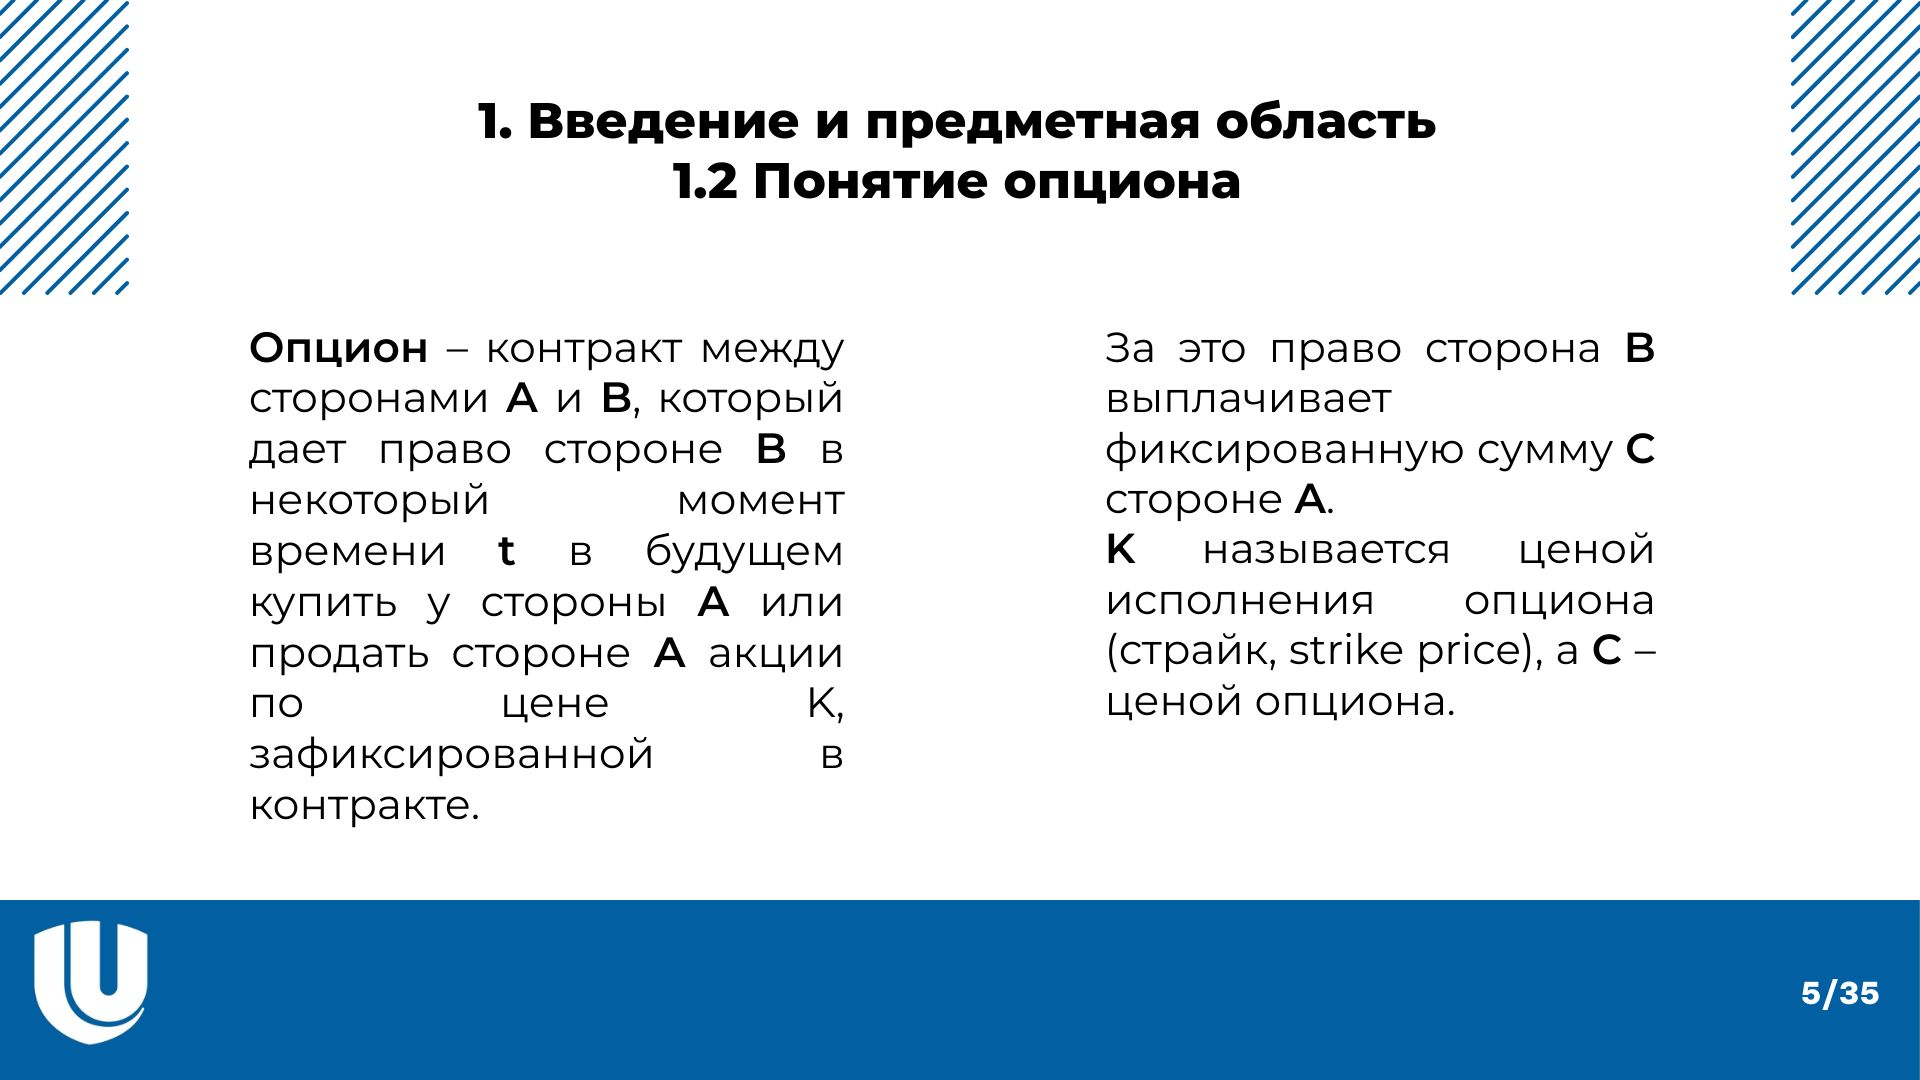 1. Введение и предметная область
1.2 Понятие опциона
Опцион – контракт между
сторонами А и В, который
дает право стороне В в
некоторый момент
времени t в будущем
купить у стороны А или
продать стороне А акции
по цене K,
зафиксированной в
контракте.
За это право сторона В
выплачивает
фиксированную сумму С
стороне А.
K называется ценой
исполнения опциона
(страйк, strike price), а С –
ценой опциона.
5/35